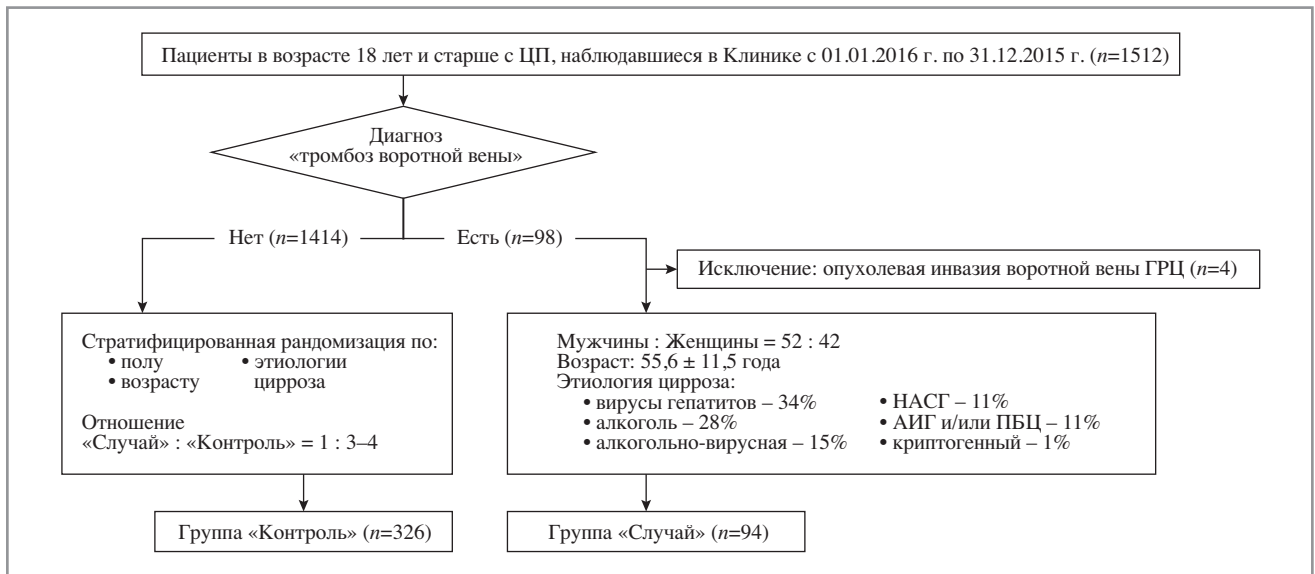 Пациенты в возрасте 18 лет и старше с ЦП, наблюдавшиеся в Клинике с 01.01.2016 г. по 31.12.2015 г. (n=1512)
Диагноз
«тромбоз воротной вены»
Нет (n=1414)
Есть (n=98)
Исключение: опухолевая инвазия воротной вены ГРЦ (n=4)
Стратифицированная рандомизация по:
• полу
• возрасту
• этиологии
цирроза
Отношение
«Случай» : «Контроль» = 1 : 3–4
Мужчины : Женщины = 52 : 42
Возраст: 55,6 ± 11,5 года
Этиология цирроза:
• вирусы гепатитов – 34%
• алкоголь – 28%
• алкогольно-вирусная – 15%
• НАСГ – 11%
• АИГ и/или ПБЦ – 11%
• криптогенный – 1%
Группа «Контроль» (n=326)
Группа «Случай» (n=94)